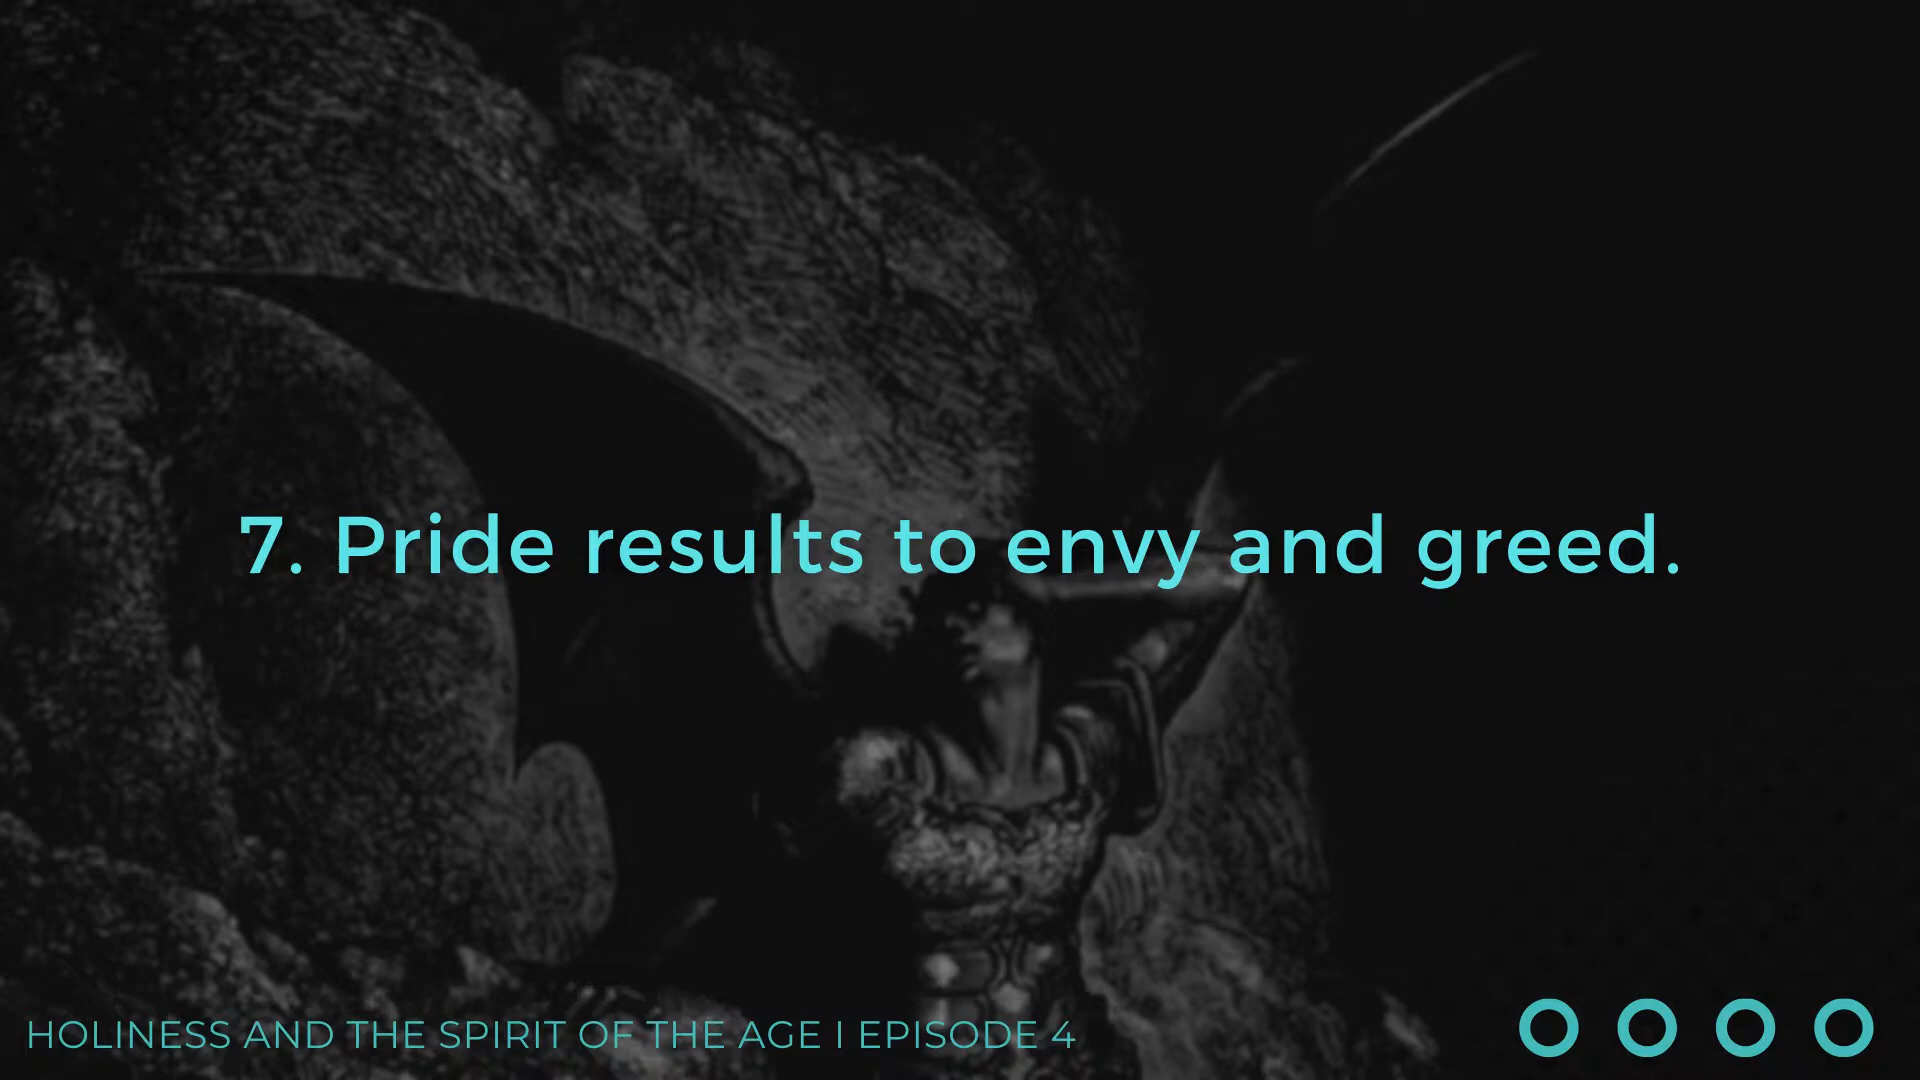 7. Pride results to envy and greed.
HOLINESS AND THE SPIRIT OF THE AGE I EPISODE 4